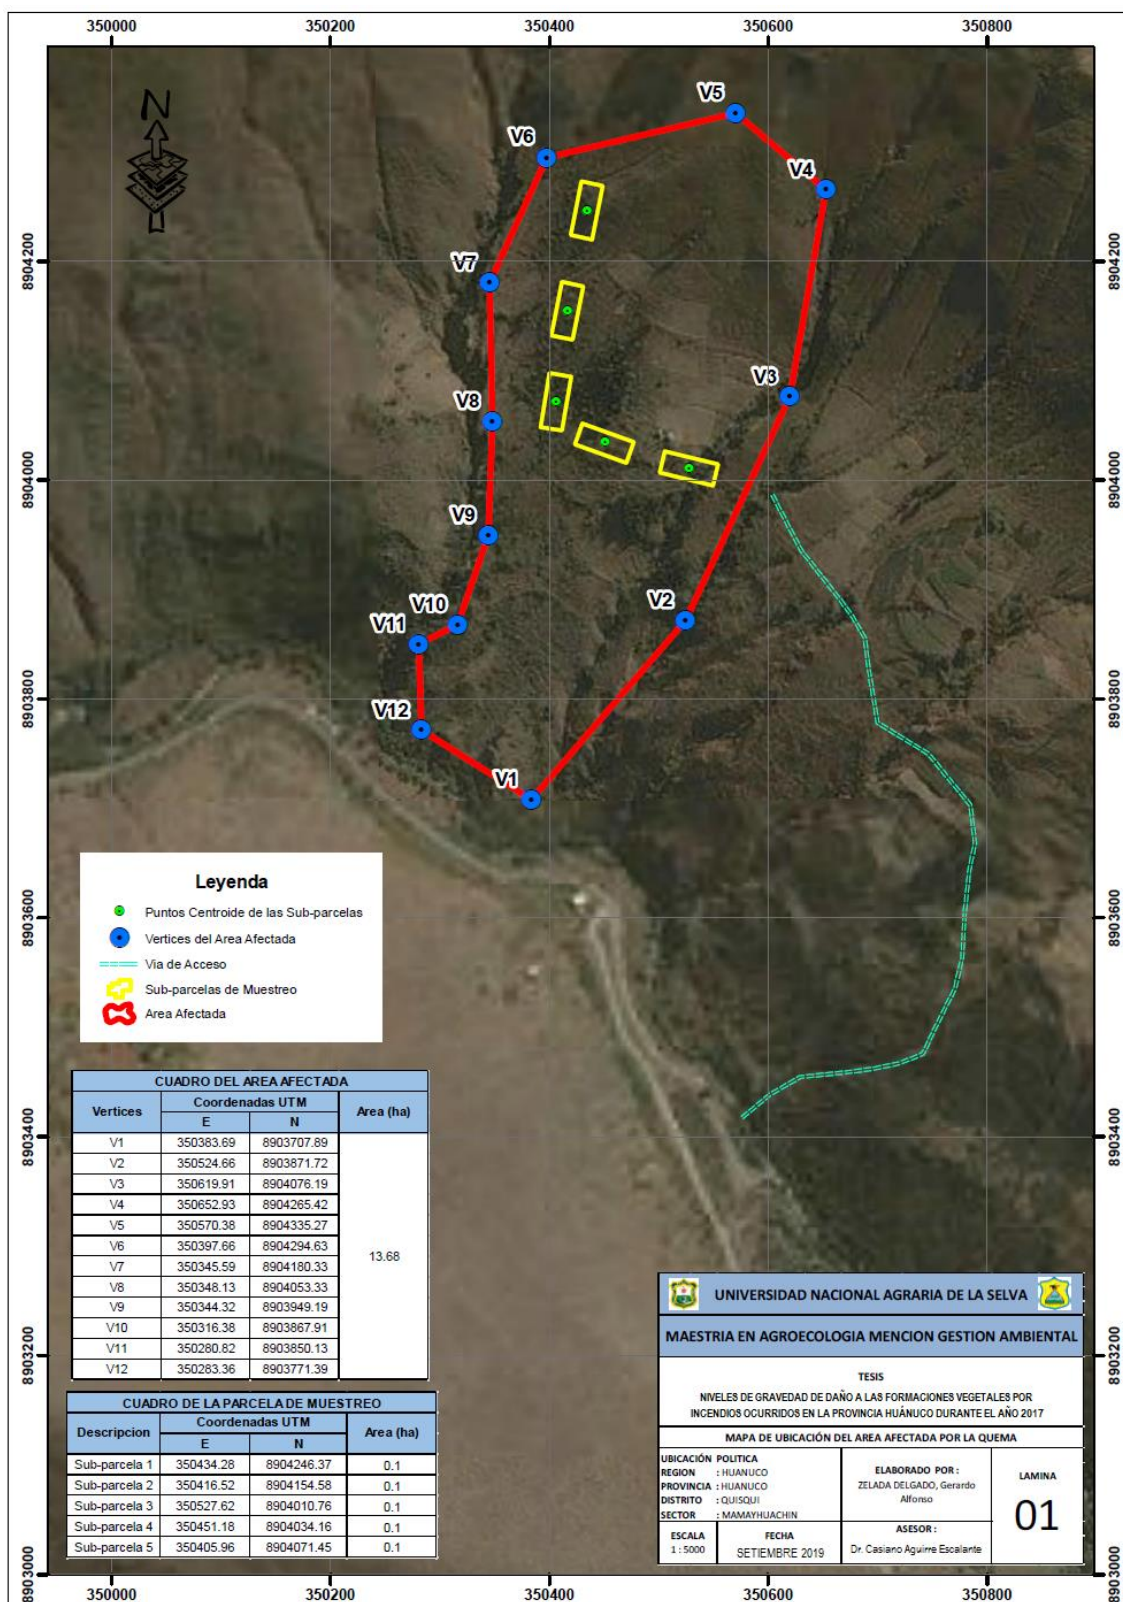 350000 350200 350400 350600 350800
N
V5
V6
V4
8904200 8904200
V7
V3
V8
8904000 8904000
V9
V10
V2
V11
V12
8903800 8903800
V1
Leyenda
Puntos Centroide de las Sub-parcelas
Vertices del Area Afectada
Via de Acceso
Sub-parcelas de Muestreo
Area Afectada
8903600 8903600
CUADRO DEL AREA AFECTADA
Vertices Coordenadas UTM Area (ha)
E N
V1 350383.69 8903707.89
V2 350524.66 8903871.72
V3 350619.91 8904076.19
V4 350652.93 8904265.42
V5 350570.38 8904335.27
V6 350397.66 8904294.63
13.68
V7 350345.59 8904180.33
V8 350348.13 8904053.33
V9 350344.32 8903949.19
V10 350316.38 8903867.91
V11 350280.82 8903850.13
V12 350283.36 8903771.39
8903400 8903400
CUADRO DE LA PARCELA DE MUESTREO
Descripcion Coordenadas UTM Area (ha)
E N
Sub-parcela 1 350434.28 8904246.37 0.1
Sub-parcela 2 350416.52 8904154.58 0.1
Sub-parcela 3 350527.62 8904010.76 0.1
Sub-parcela 4 350451.18 8904034.16 0.1
Sub-parcela 5 350405.96 8904071.45 0.1
UNIVERSIDAD NACIONAL AGRARIA DE LA SELVA
MAESTRIA EN AGROECOLOGIA MENCION GESTION AMBIENTAL
TESIS
NIVELES DE GRAVEDAD DE DAÑO A LAS FORMACIONES VEGETALES POR
INCENDIOS OCURRIDOS EN LA PROVINCIA HUÁNUCO DURANTE EL AÑO 2017
MAPA DE UBICACIÓN DEL AREA AFECTADA POR LA QUEMA
UBICACIÓN POLITICA
REGION : HUANUCO
PROVINCIA : HUANUCO
DISTRITO : QUISQUI
SECTOR : MAMAYHUACHIN
ELABORADO POR :
ZELADA DELGADO, Gerardo
Alfonso
LAMINA
01
ESCALA
1 : 5000
FECHA
SETIEMBRE 2019
ASESOR :
Dr. Casiano Aguirre Escalante
8903200 8903200
8903000 8903000
350000 350200 350400 350600 350800